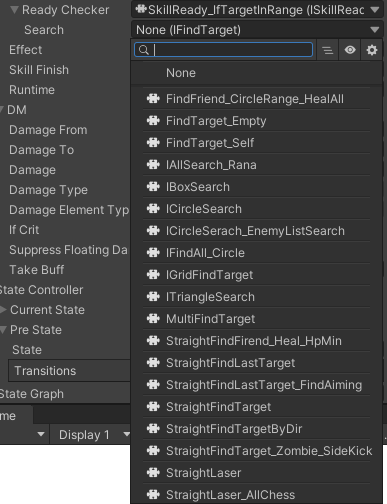 Ready Checker
SkillReady_IfTargetInRange (ISkillReac
Search
None (IFindTarget)
Effect
Skill Finish
None
Runtime
FindFriend_CircleRange_HealAll
DM
FindTarget_Empty
Damage From
FindTarget_Self
Damage To
IAllSearch_Rana
Damage
IBoxSearch
Damage Type
ICircleSearch
Damage Element Typ
ICircleSerach_EnemyListSearch
If Crit
IFindAll_Circle
Suppress Floating Da
IGridFindTarget
Take Buff
ITriangleSearch
State Controller
MultiFindTarget
Current State
StraightFindFirend_Heal_HpMin
Pre State
StraightFindLastTarget
State
StraightFindLastTarget_FindAiming
Transitions
StraightFindTarget
State Graph
StraightFindTargetByDir
me
Display 1
StraightFindTarget_Zombie_SideKick
StraightLaser
StraightLaser_AllChess